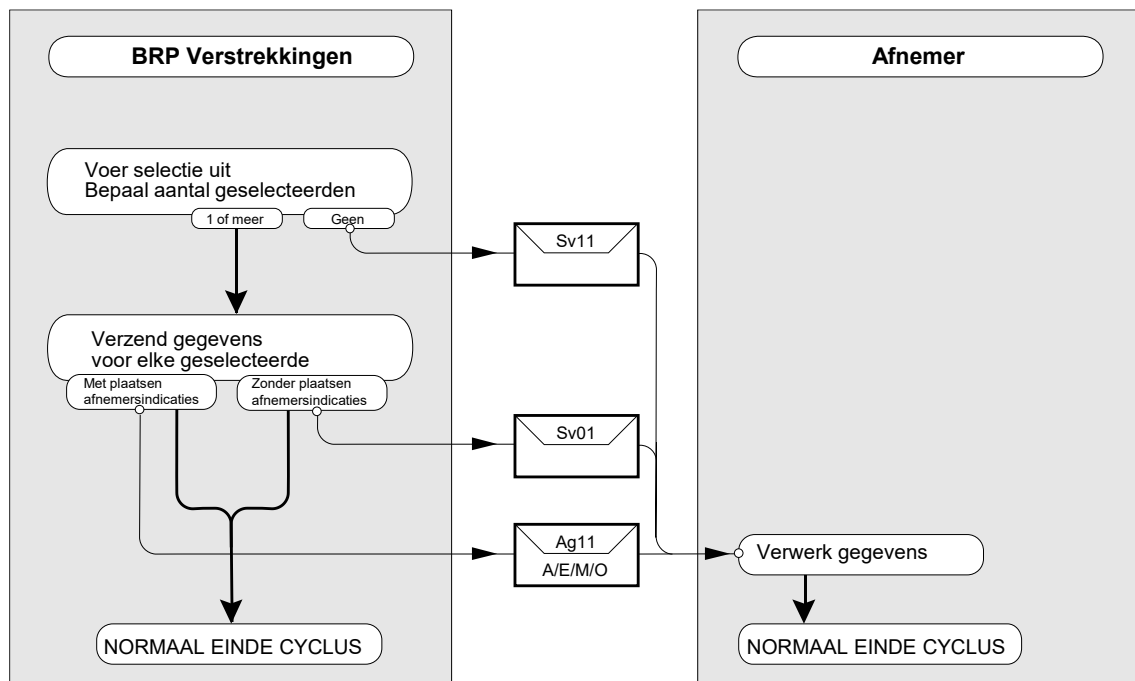 BRP Verstrekkingen
Afnemer
Voer selectie uit
Bepaal aantal geselecteerden
1 of meer
Geen
Sv11
Verzend gegevens
voor elke geselecteerde
Met plaatsen
afnemersindicaties
Zonder plaatsen
afnemersindicaties
Sv01
Ag11
A/E/M/O
Verwerk gegevens
NORMAAL EINDE CYCLUS
NORMAAL EINDE CYCLUS